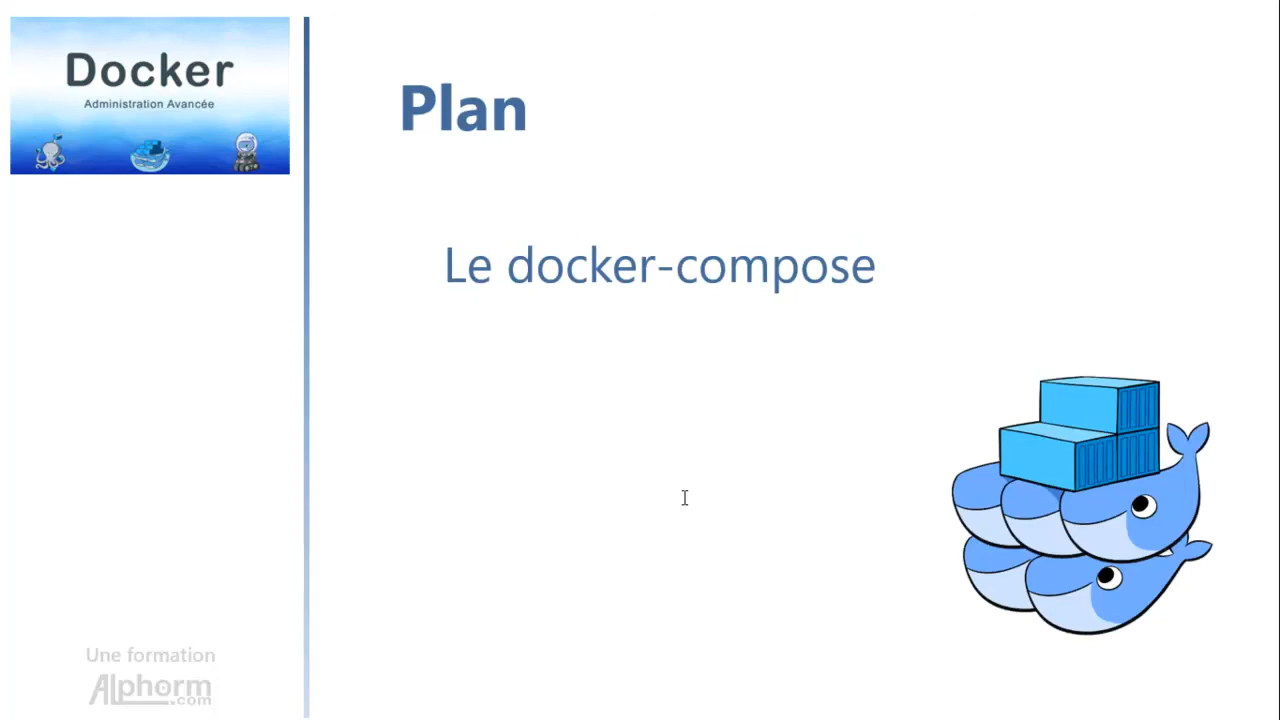 Docker
Administration Avancée
Plan
Le docker-compose
Une formation
Alphorm
.com